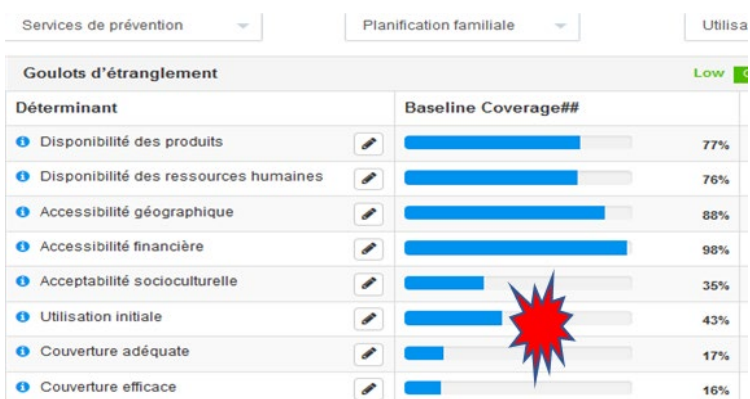 Services de prévention Planification familiale Utilisa
Goulots d'étranglement Low
Déterminant Baseline Coverage##
Disponibilité des produits 77%
Disponibilité des ressources humaines 76%
Accessibilité géographique 88%
Accessibilité financière 98%
Acceptabilité socioculturelle 35%
Utilisation initiale 43%
Couverture adéquate 17%
Couverture efficace 16%